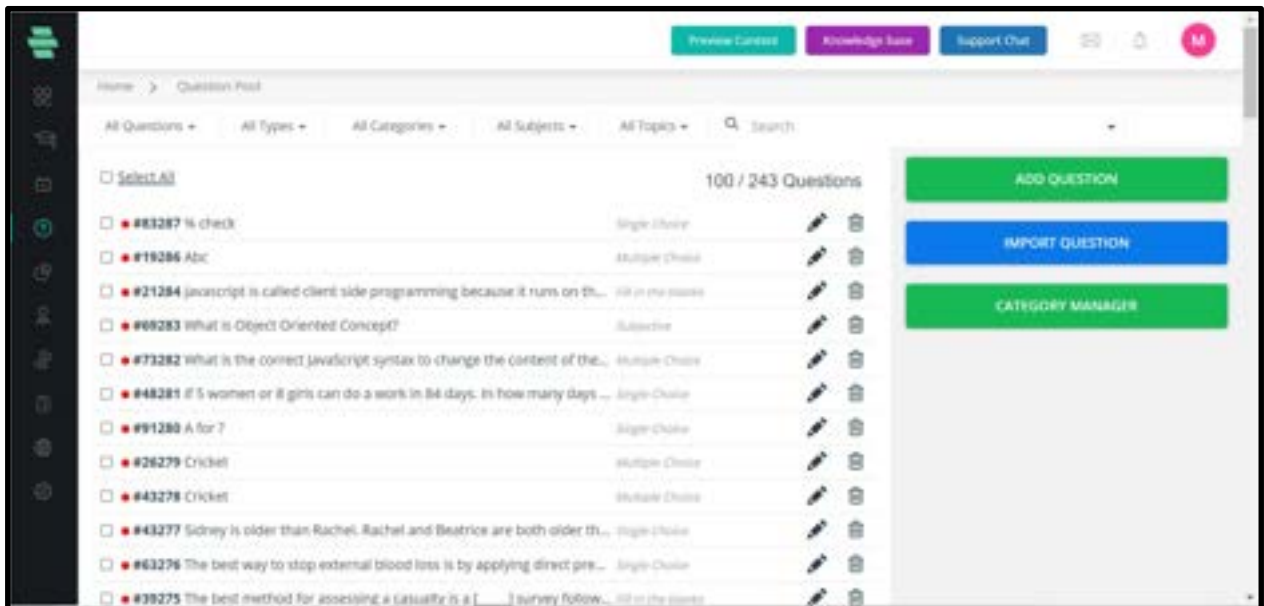 Preview Content Knowledge Base Support Chat M
Home > Question Pool
All Questions All Types All Categories All Subjects All Topics Search
Select All 100 / 243 Questions
ADD QUESTION
#83287 % check Single Choice
IMPORT QUESTION
#19286 Abc Multiple Choice
#21284 Javascript is called client side programming because it runs on th... Fill in the blanks
CATEGORY MANAGER
#69283 What is Object Oriented Concept? Subjective
#73282 What is the correct JavaScript syntax to change the content of the... Multiple Choice
#48281 If 5 women or 8 girls can do a work in 84 days. In how many days ... Single Choice
#91280 A for ? Single Choice
#26279 Cricket Multiple Choice
#43278 Cricket Multiple Choice
#43277 Sidney is older than Rachel. Rachel and Beatrice are both older th... Single Choice
#63276 The best way to stop external blood loss is by applying direct pre... Single Choice
#39275 The best method for assessing a casualty is a [____] survey follow... Fill in the blanks